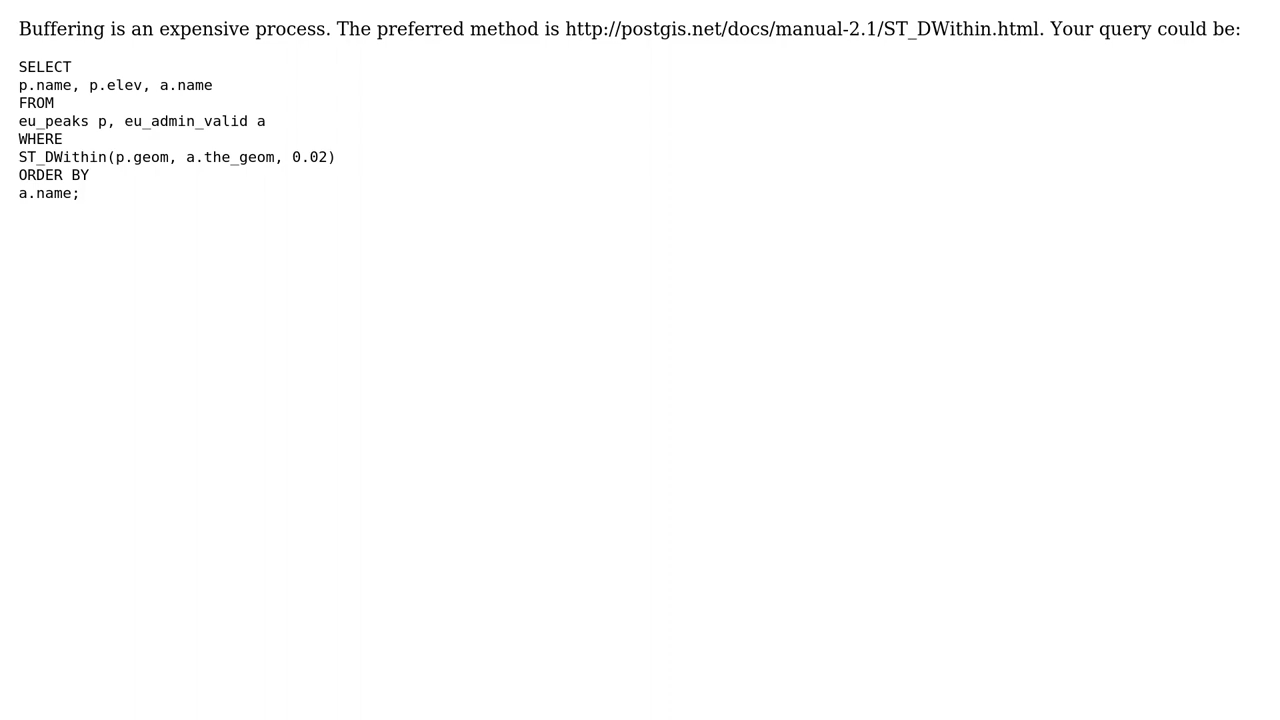 Buffering is an expensive process. The preferred method is http://postgis.net/docs/manual-2.1/ST_DWithin.html. Your query could be:
SELECT
p.name, p.elev, a.name
FROM
eu_peaks p, eu_admin_valid a
WHERE
ST_DWithin(p.geom, a.the_geom, 0.02)
ORDER BY
a.name;